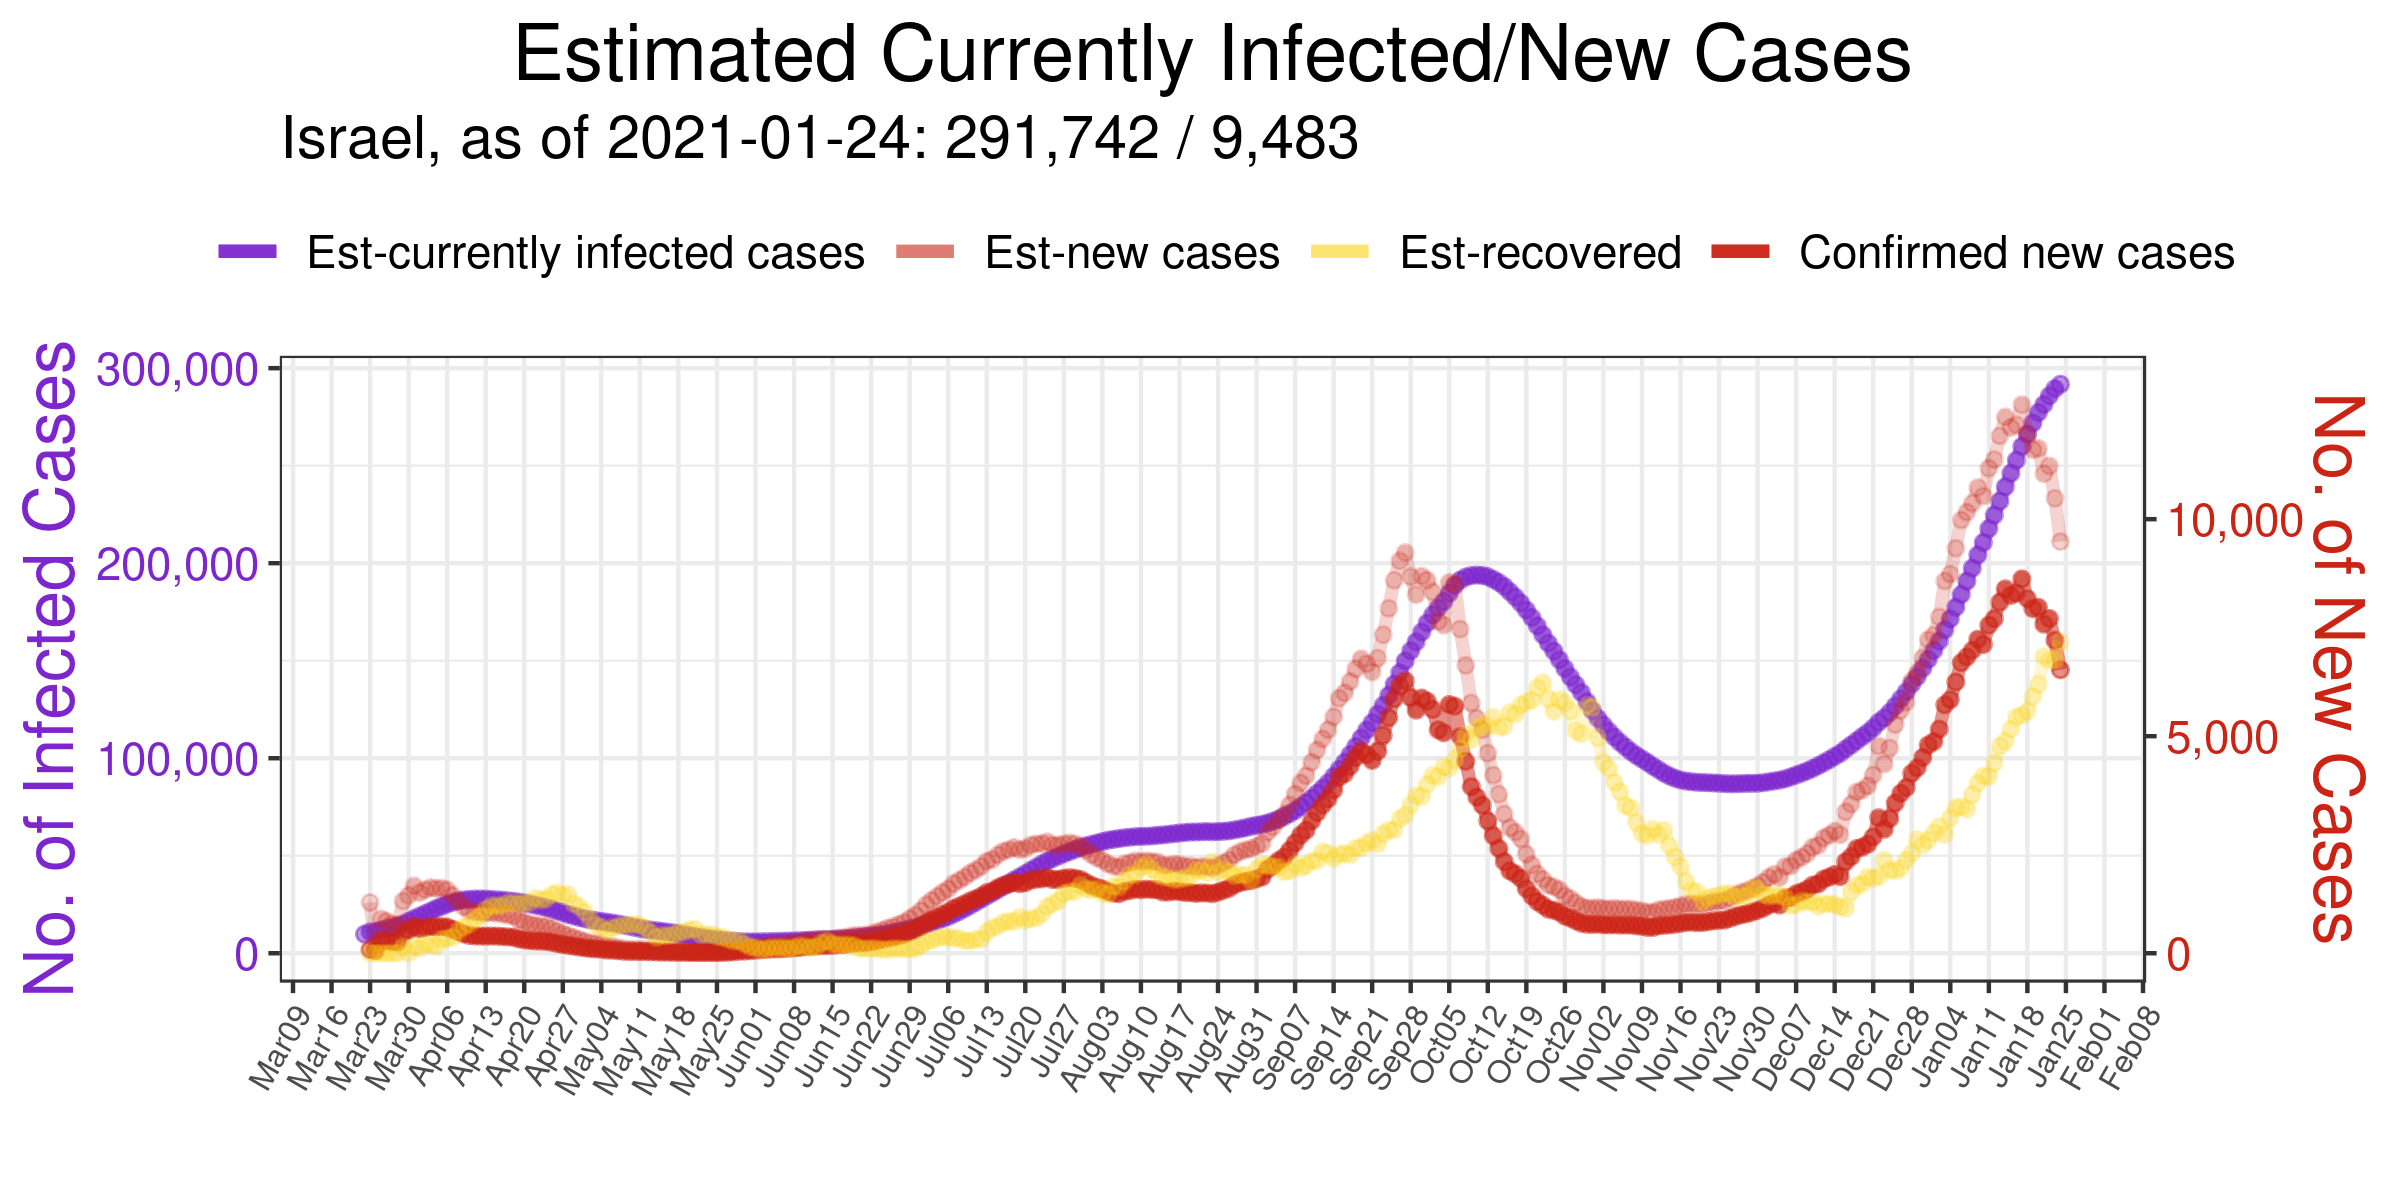 Estimated Currently Infected/New Cases
Israel, as of 2021-01-24: 291,742 / 9,483
Est-currently infected cases Est-new cases Est-recovered Confirmed new cases
No. of Infected Cases
300,000
200,000
100,000
0
10,000
5,000
0
No. of New Cases
Mar09 Mar16 Mar23 Mar30 Apr06 Apr13 Apr20 Apr27 May04 May11 May18 May25 Jun01 Jun08 Jun15 Jun22 Jun29 Jul06 Jul13 Jul20 Jul27 Aug03 Aug10 Aug17 Aug24 Aug31 Sep07 Sep14 Sep21 Sep28 Oct05 Oct12 Oct19 Oct26 Nov02 Nov09 Nov16 Nov23 Nov30 Dec07 Dec14 Dec21 Dec28 Jan04 Jan11 Jan18 Jan25 Feb01 Feb08